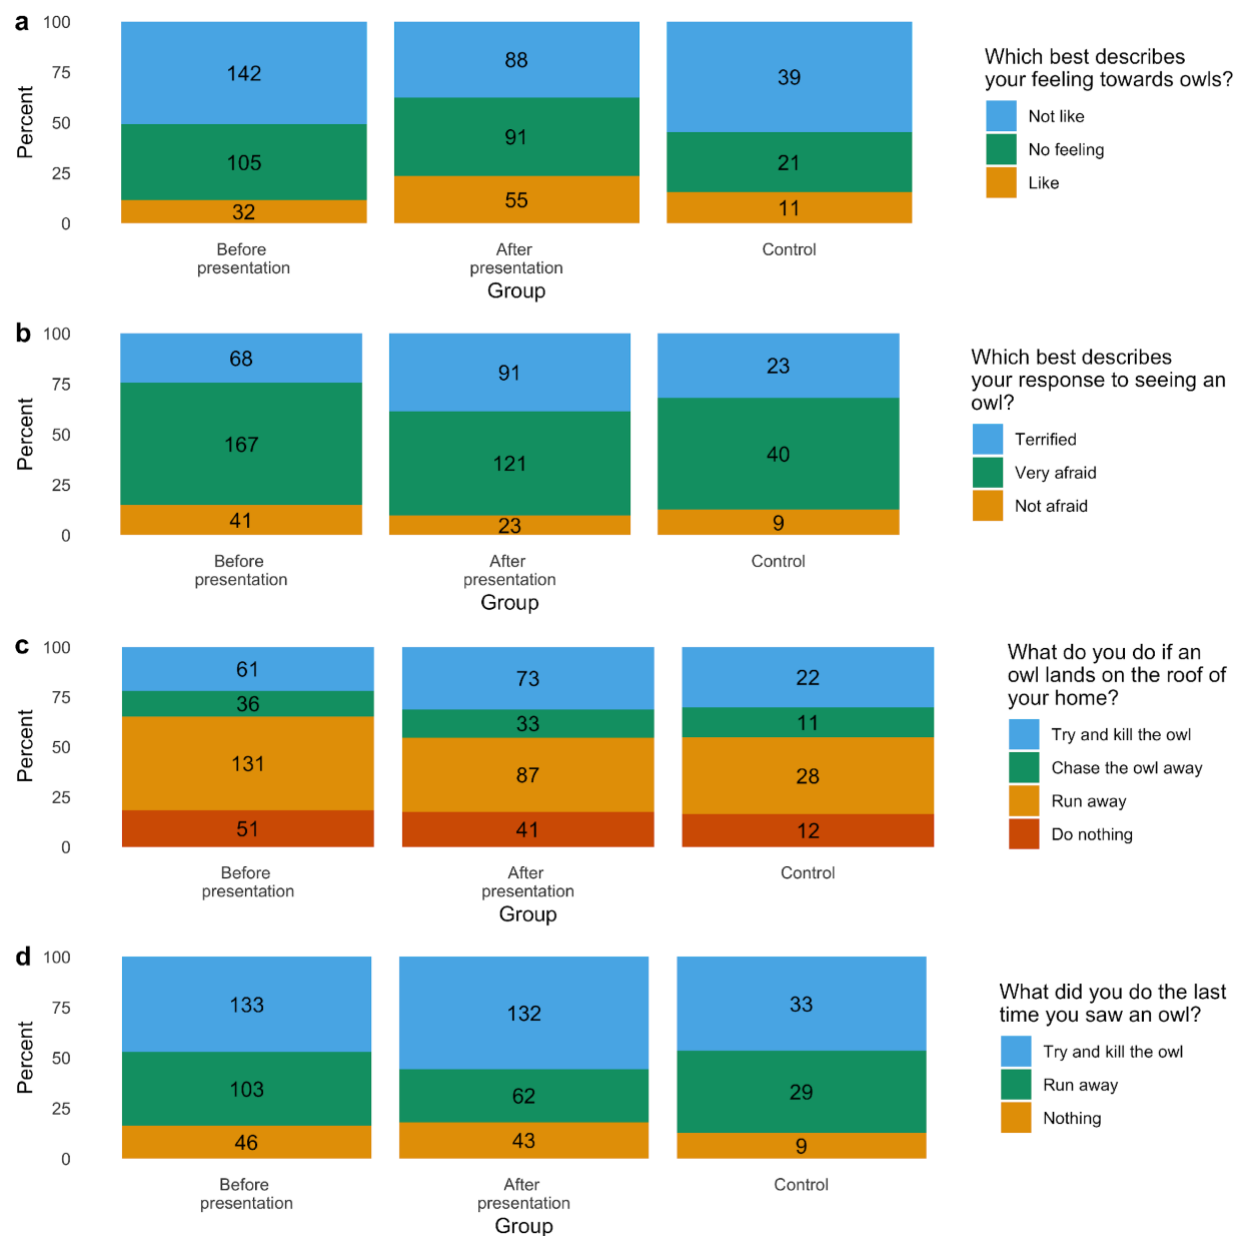 a
100
75
50
25
0
Percent
142
105
32
88
91
55
39
21
11
Before
presentation
After
presentation
Control
Group
Which best describes
your feeling towards owls?
Not like
No feeling
Like
b
100
75
50
25
0
Percent
68
167
41
91
121
23
23
40
9
Before
presentation
After
presentation
Control
Group
Which best describes
your response to seeing an
owl?
Terrified
Very afraid
Not afraid
c
100
75
50
25
0
Percent
61
36
131
51
73
33
87
41
22
11
28
12
Before
presentation
After
presentation
Control
Group
What do you do if an
owl lands on the roof of
your home?
Try and kill the owl
Chase the owl away
Run away
Do nothing
d
100
75
50
25
0
Percent
133
103
46
132
62
43
33
29
9
Before
presentation
After
presentation
Control
Group
What did you do the last
time you saw an owl?
Try and kill the owl
Run away
Nothing